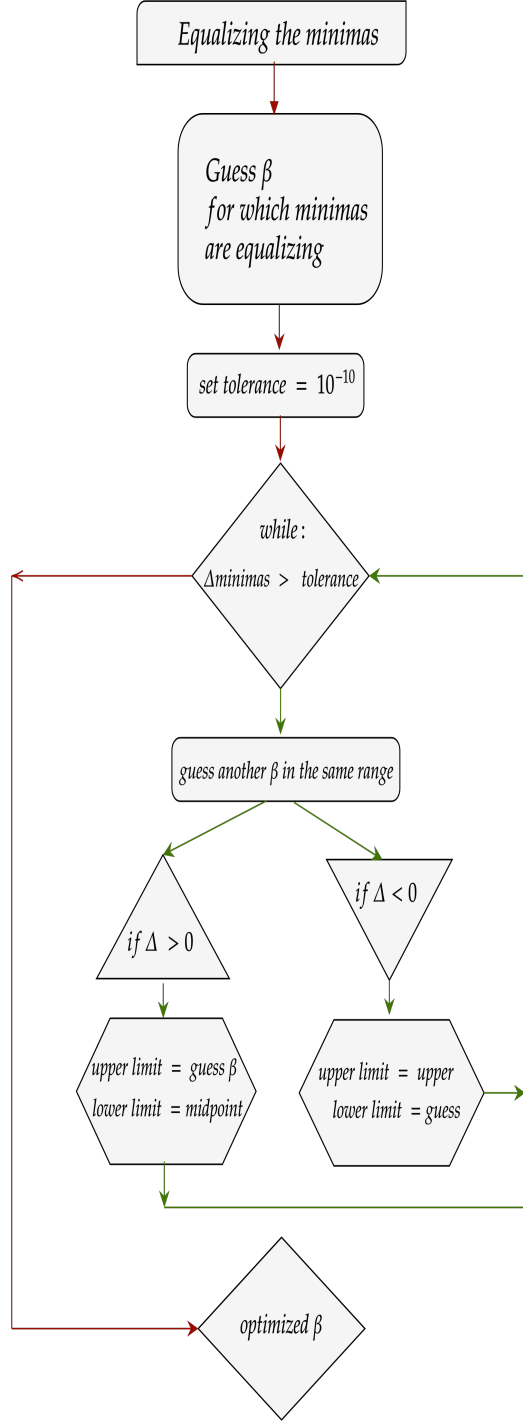 Equalizing the minimas
Guess β
for which minimas
are equalizing
set tolerance = 10⁻¹⁰
while :
Δminimas > tolerance
guess another β in the same range
if Δ > 0
if Δ < 0
upper limit = guess β
lower limit = midpoint
upper limit = upper
lower limit = guess
optimized β